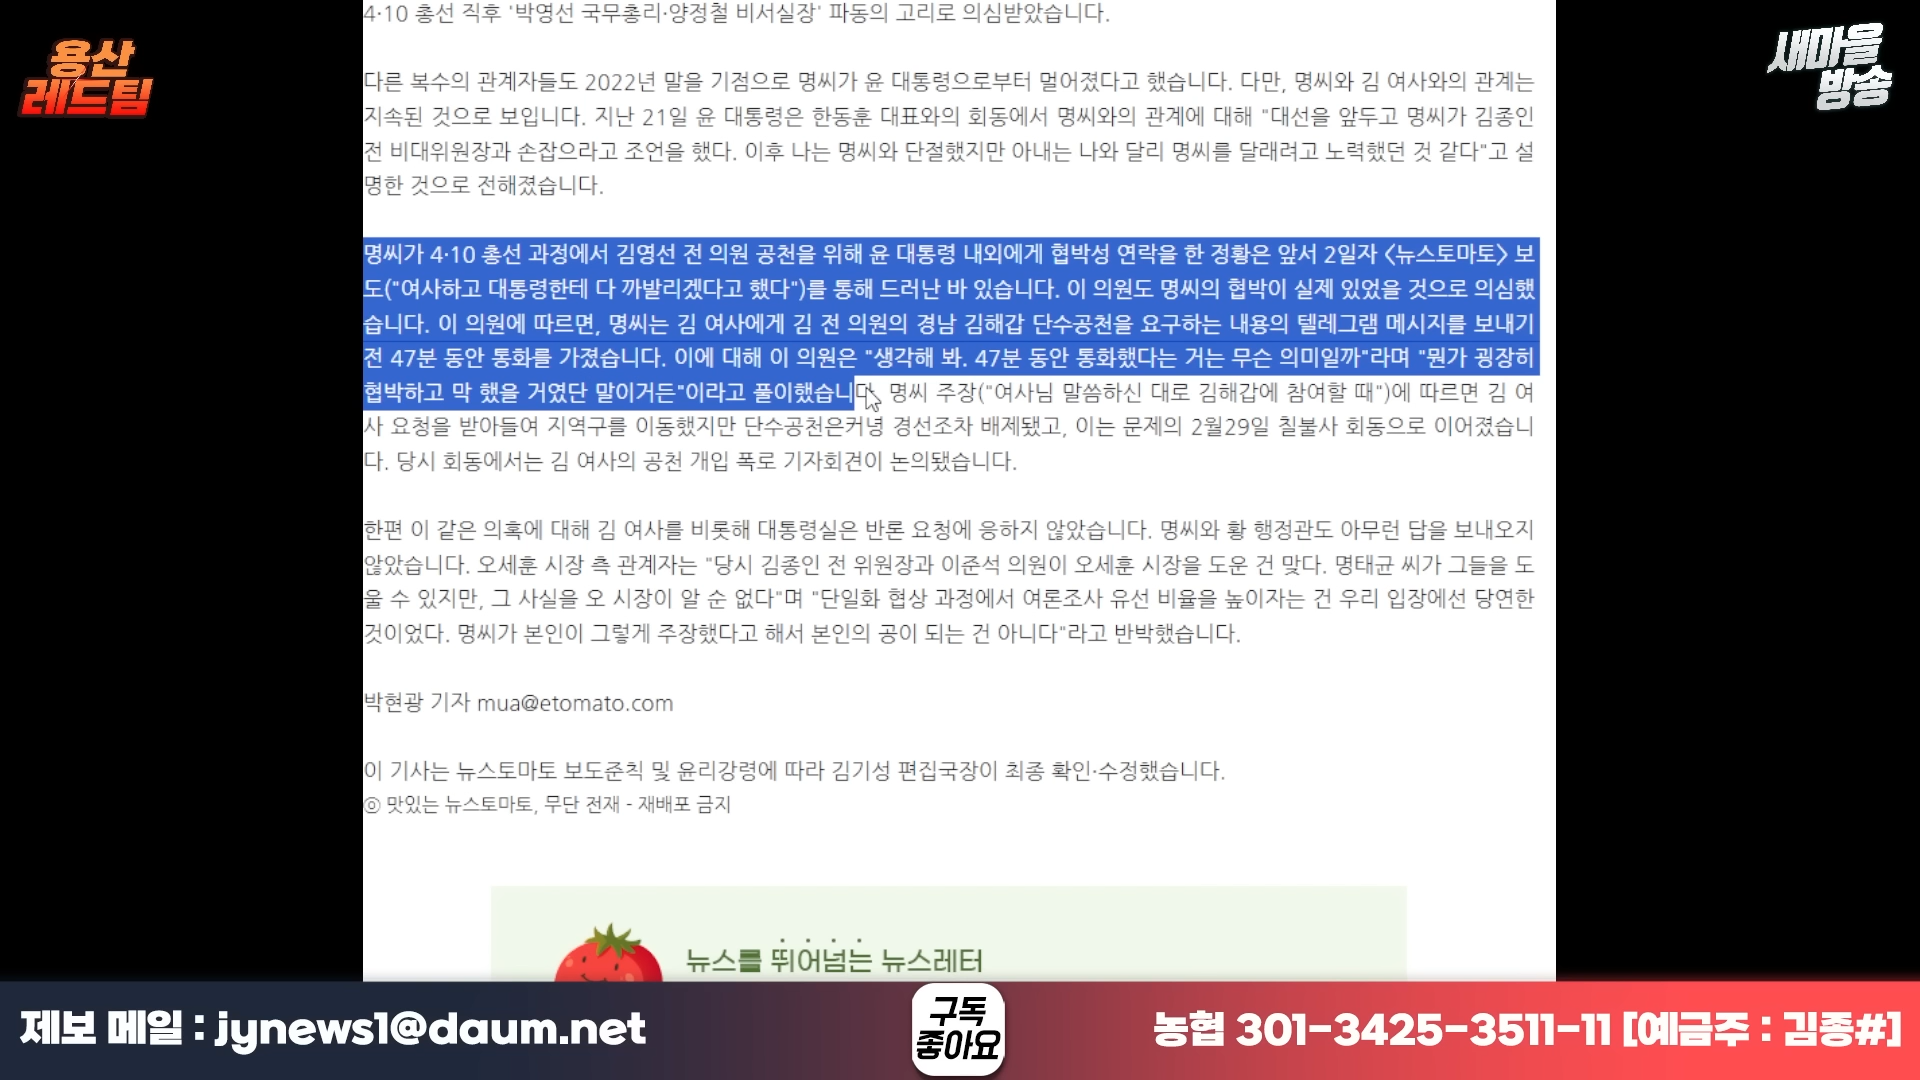 4·10 총선 직후 '박영선 국무총리·양정철 비서실장' 파동의 고리로 의심받았습니다.
용산
레드팀
새마을
방송
다른 복수의 관계자들도 2022년 말을 기점으로 명씨가 윤 대통령으로부터 멀어졌다고 했습니다. 다만, 명씨와 김 여사와의 관계는
지속된 것으로 보입니다. 지난 21일 윤 대통령은 한동훈 대표와의 회동에서 명씨와의 관계에 대해 "대선을 앞두고 명씨가 김종인
전 비대위원장과 손잡으라고 조언을 했다. 이후 나는 명씨와 단절했지만 아내는 나와 달리 명씨를 달래려고 노력했던 것 같다"고 설
명한 것으로 전해졌습니다.
명씨가 4·10 총선 과정에서 김영선 전 의원 공천을 위해 윤 대통령 내외에게 협박성 연락을 한 정황은 앞서 2일자 <뉴스토마토> 보
도("여사하고 대통령한테 다 까발리겠다고 했다")를 통해 드러난 바 있습니다. 이 의원도 명씨의 협박이 실제 있었을 것으로 의심했
습니다. 이 의원에 따르면, 명씨는 김 여사에게 김 전 의원의 경남 김해갑 단수공천을 요구하는 내용의 텔레그램 메시지를 보내기
전 47분 동안 통화를 가졌습니다. 이에 대해 이 의원은 "생각해 봐. 47분 동안 통화했다는 거는 무슨 의미일까"라며 "뭔가 굉장히
협박하고 막 했을 거였단 말이거든"이라고 풀이했습니다. 명씨 주장("여사님 말씀하신 대로 김해갑에 참여할 때")에 따르면 김 여
사 요청을 받아들여 지역구를 이동했지만 단수공천은커녕 경선조차 배제됐고, 이는 문제의 2월29일 칠불사 회동으로 이어졌습니
다. 당시 회동에서는 김 여사의 공천 개입 폭로 기자회견이 논의됐습니다.
한편 이 같은 의혹에 대해 김 여사를 비롯해 대통령실은 반론 요청에 응하지 않았습니다. 명씨와 황 행정관도 아무런 답을 보내오지
않았습니다. 오세훈 시장 측 관계자는 "당시 김종인 전 위원장과 이준석 의원이 오세훈 시장을 도운 건 맞다. 명태균 씨가 그들을 도
울 수 있지만, 그 사실을 오 시장이 알 순 없다"며 "단일화 협상 과정에서 여론조사 유선 비율을 높이자는 건 우리 입장에선 당연한
것이었다. 명씨가 본인이 그렇게 주장했다고 해서 본인의 공이 되는 건 아니다"라고 반박했습니다.
박현광 기자 mua@etomato.com
이 기사는 뉴스토마토 보도준칙 및 윤리강령에 따라 김기성 편집국장이 최종 확인·수정했습니다.
ⓒ 맛있는 뉴스토마토, 무단 전재 - 재배포 금지
뉴스를 뛰어넘는 뉴스레터
제보 메일 : jynews1@daum.net
구독
좋아요
농협 301-3425-3511-11 [예금주 : 김종#]